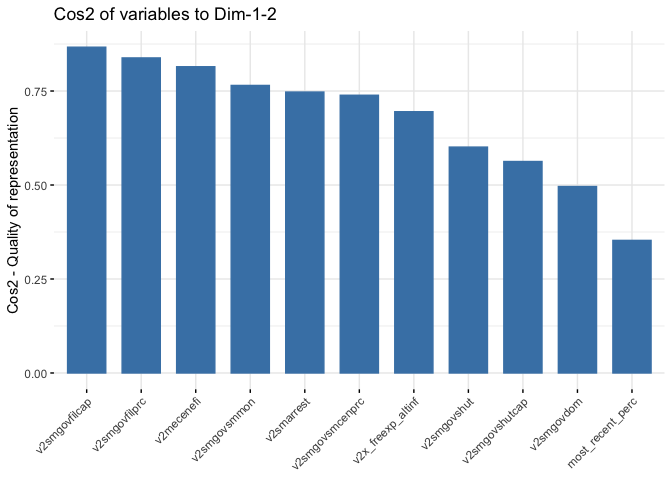 Cos2 of variables to Dim-1-2
Cos2 - Quality of representation
0.75
0.50
0.25
0.00
v2smgovfilcap
v2smgovfilprc
v2mecenefi
v2smgovsmmon
v2smarrest
v2smgovsmcenprc
v2x_freexp_altinf
v2smgovshut
v2smgovshutcap
v2smgovdom
most_recent_perc